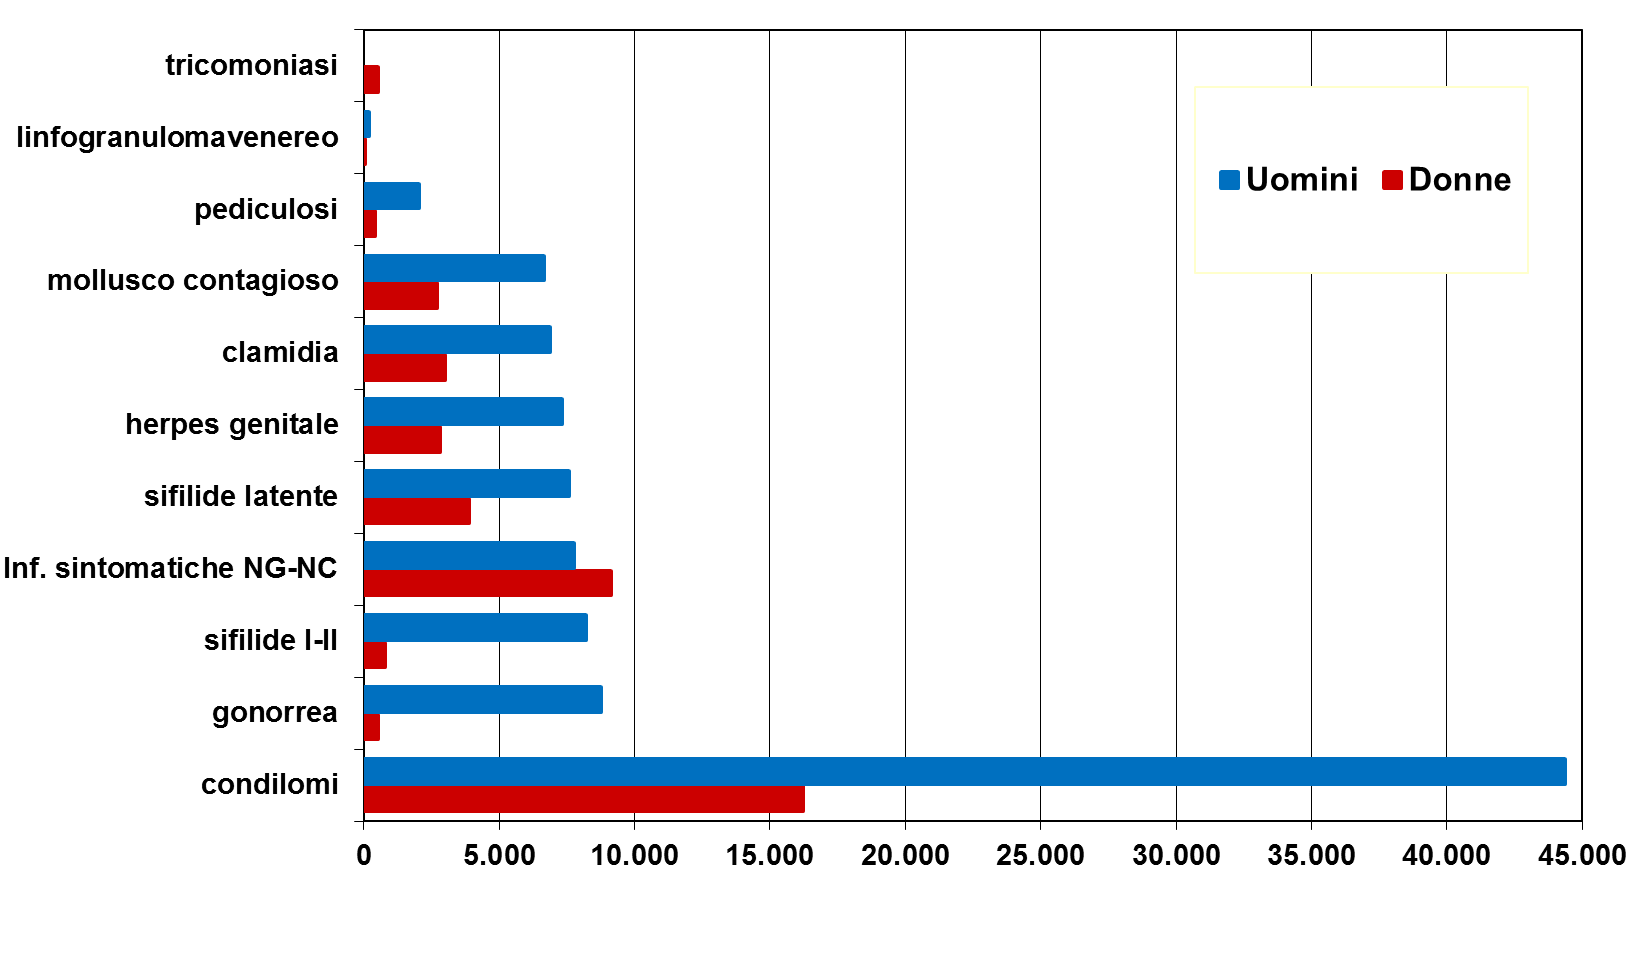 tricomoniasi
linfogranulomavenereo
pediculosi
mollusco contagioso
clamidia
herpes genitale
sifilide latente
Inf. sintomatiche NG-NC
sifilide I-II
gonorrea
condilomi
Uomini Donne
0 5.000 10.000 15.000 20.000 25.000 30.000 35.000 40.000 45.000